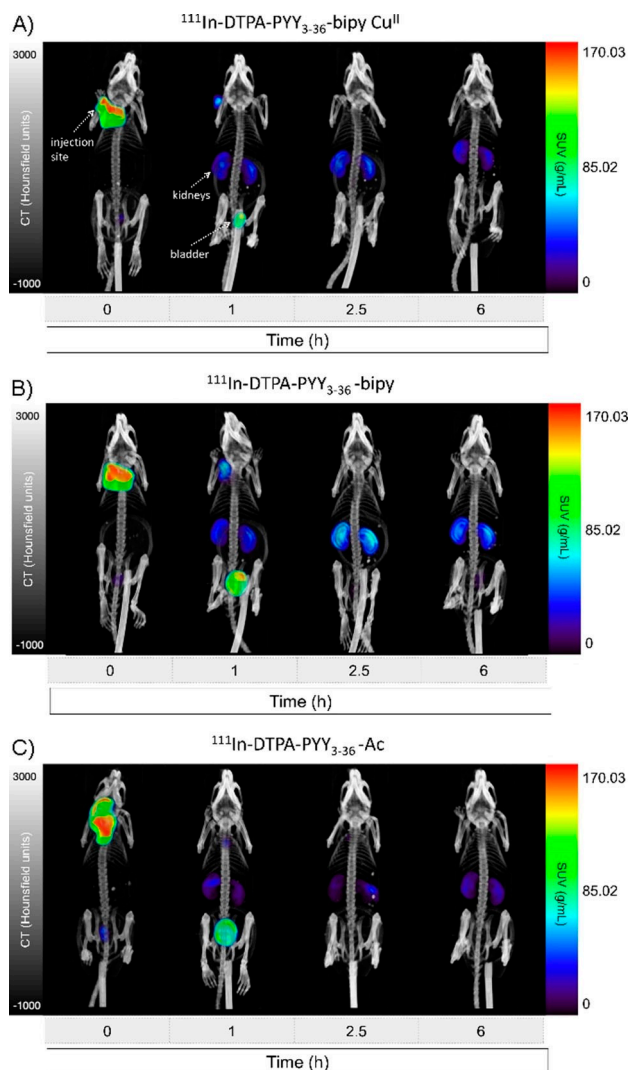 A)
¹¹¹In-DTPA-PYY₃₋₃₆-bipy Cuᴵᴵ
3000
CT (Hounsfield units)
-1000
injection
site
kidneys
bladder
170.03
SUV (g/mL)
85.02
0
0 1 2.5 6
Time (h)
B)
¹¹¹In-DTPA-PYY₃₋₃₆-bipy
3000
CT (Hounsfield units)
-1000
170.03
SUV (g/mL)
85.02
0
0 1 2.5 6
Time (h)
C)
¹¹¹In-DTPA-PYY₃₋₃₆-Ac
3000
CT (Hounsfield units)
-1000
170.03
SUV (g/mL)
85.02
0
0 1 2.5 6
Time (h)